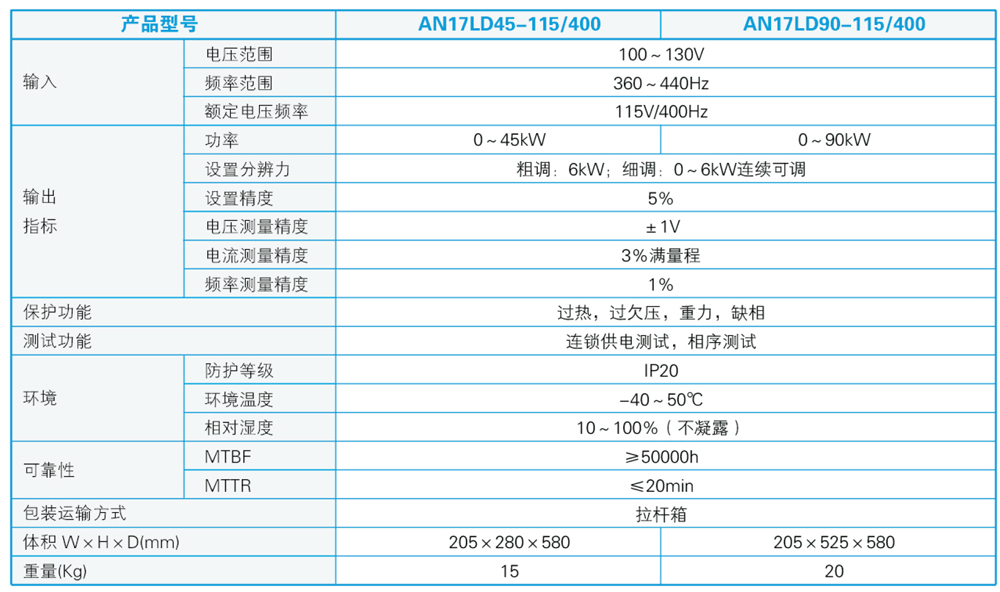 产品型号 AN17LD45-115/400 AN17LD90-115/400
输入 电压范围 100~130V
频率范围 360~440Hz
额定电压频率 115V/400Hz
输出指标 功率 0~45kW 0~90kW
设置分辨力 粗调：6kW；细调：0~6kW连续可调
设置精度 5%
电压测量精度 ±1V
电流测量精度 3%满量程
频率测量精度 1%
保护功能 过热，过欠压，重力，缺相
测试功能 连锁供电测试，相序测试
环境 防护等级 IP20
环境温度 -40~50℃
相对湿度 10~100%（不凝露）
可靠性 MTBF ≥50000h
MTTR ≤20min
包装运输方式 拉杆箱
体积 W×H×D(mm) 205×280×580 205×525×580
重量(Kg) 15 20